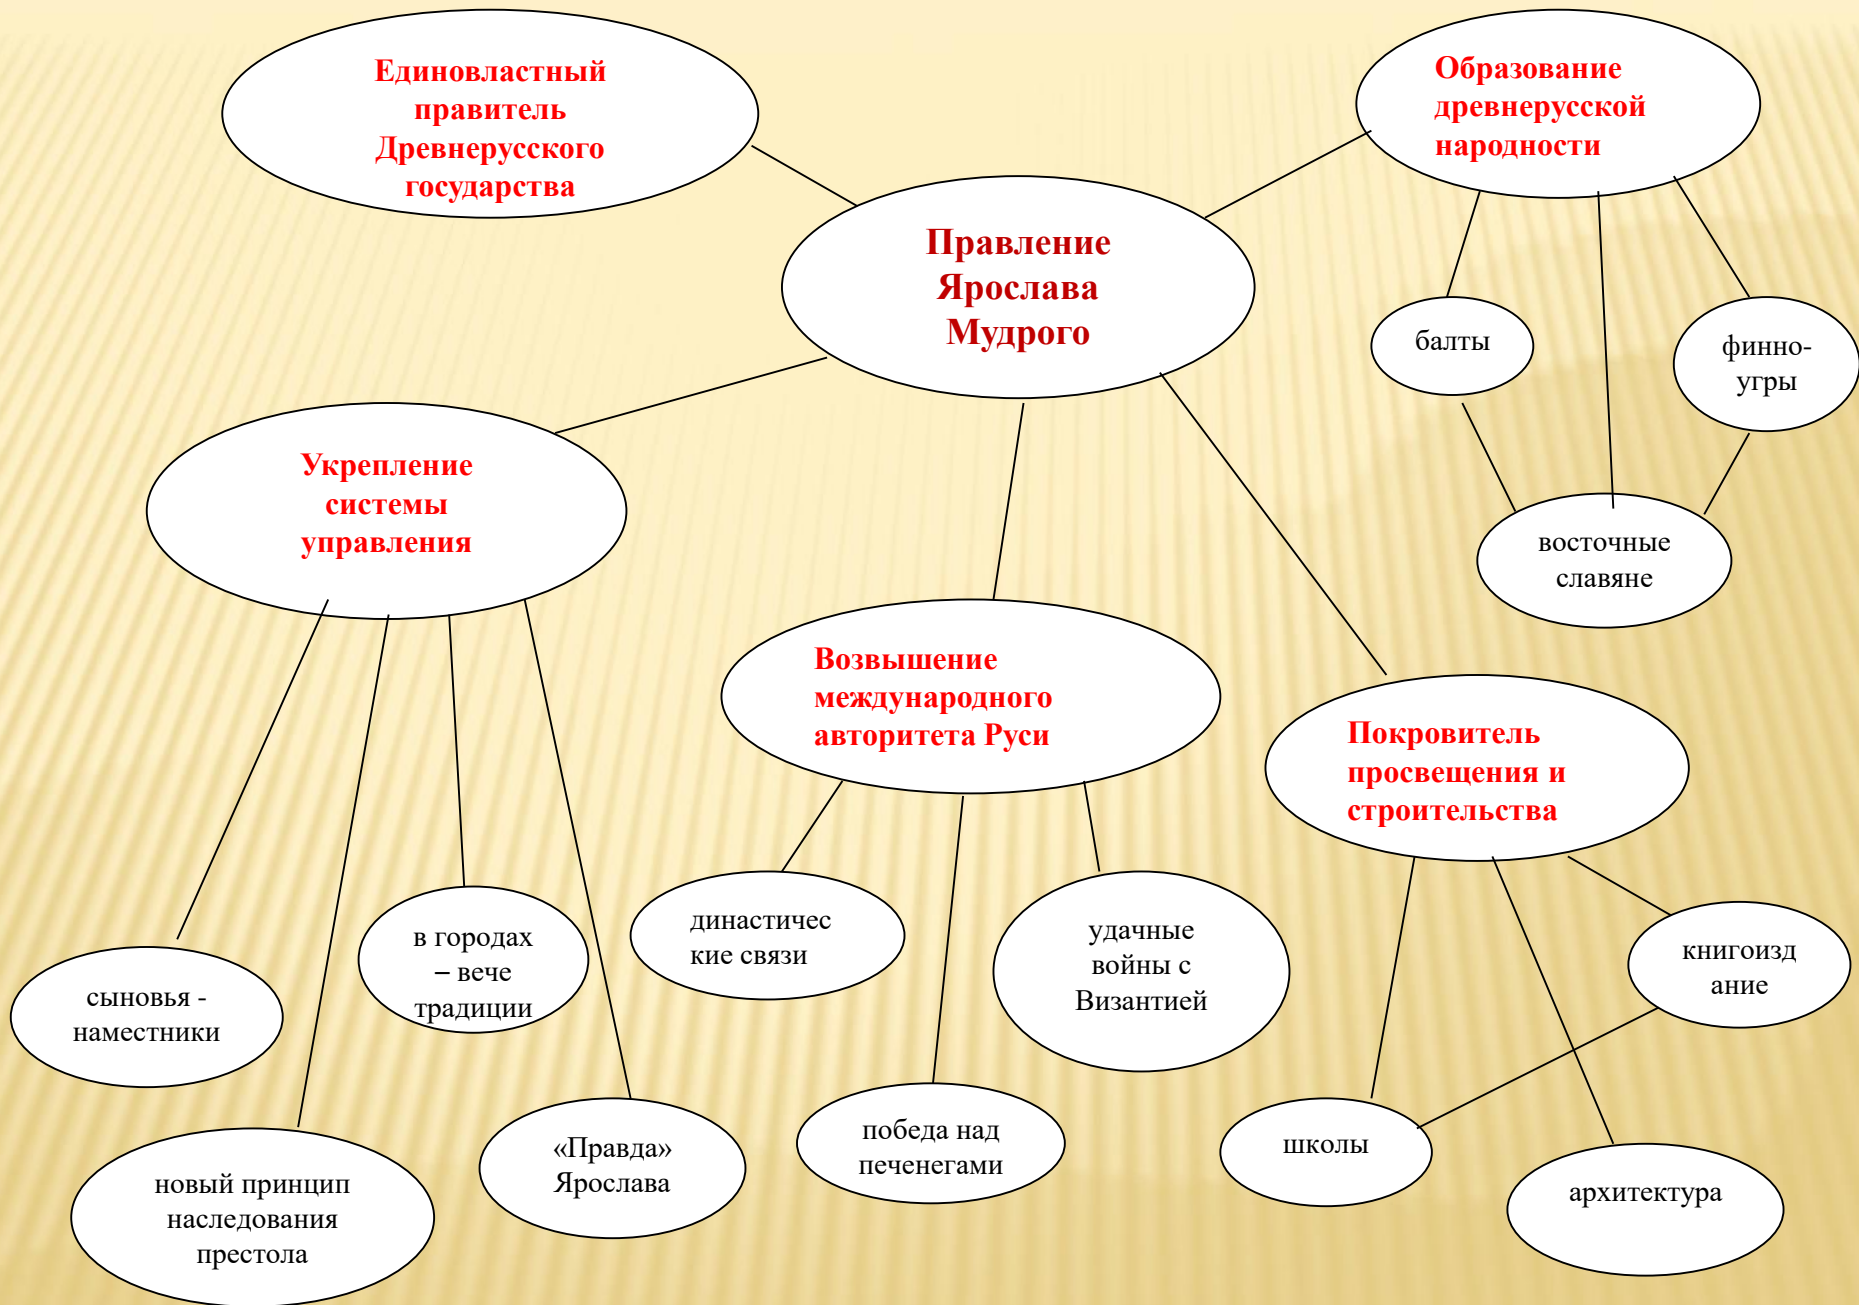 Единовластный
правитель
Древнерусского
государства
Образование
древнерусской
народности
Правление
Ярослава
Мудрого
балты
финно-
угры
восточные
славяне
Укрепление
системы
управления
Возвышение
международного
авторитета Руси
Покровитель
просвещения и
строительства
сыновья -
наместники
новый принцип
наследования
престола
в городах
– вече
традиции
«Правда»
Ярослава
династичес
кие связи
победа над
печенегами
удачные
войны с
Византией
школы
архитектура
книгоизд
ание